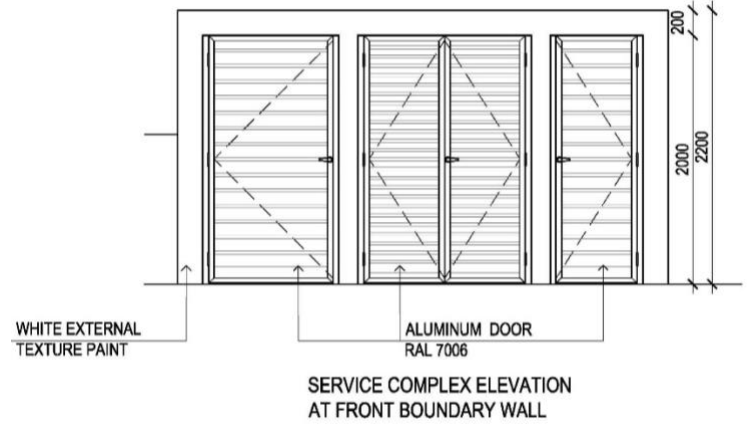 200
2000
2200
WHITE EXTERNAL
TEXTURE PAINT
ALUMINUM DOOR
RAL 7006
SERVICE COMPLEX ELEVATION
AT FRONT BOUNDARY WALL